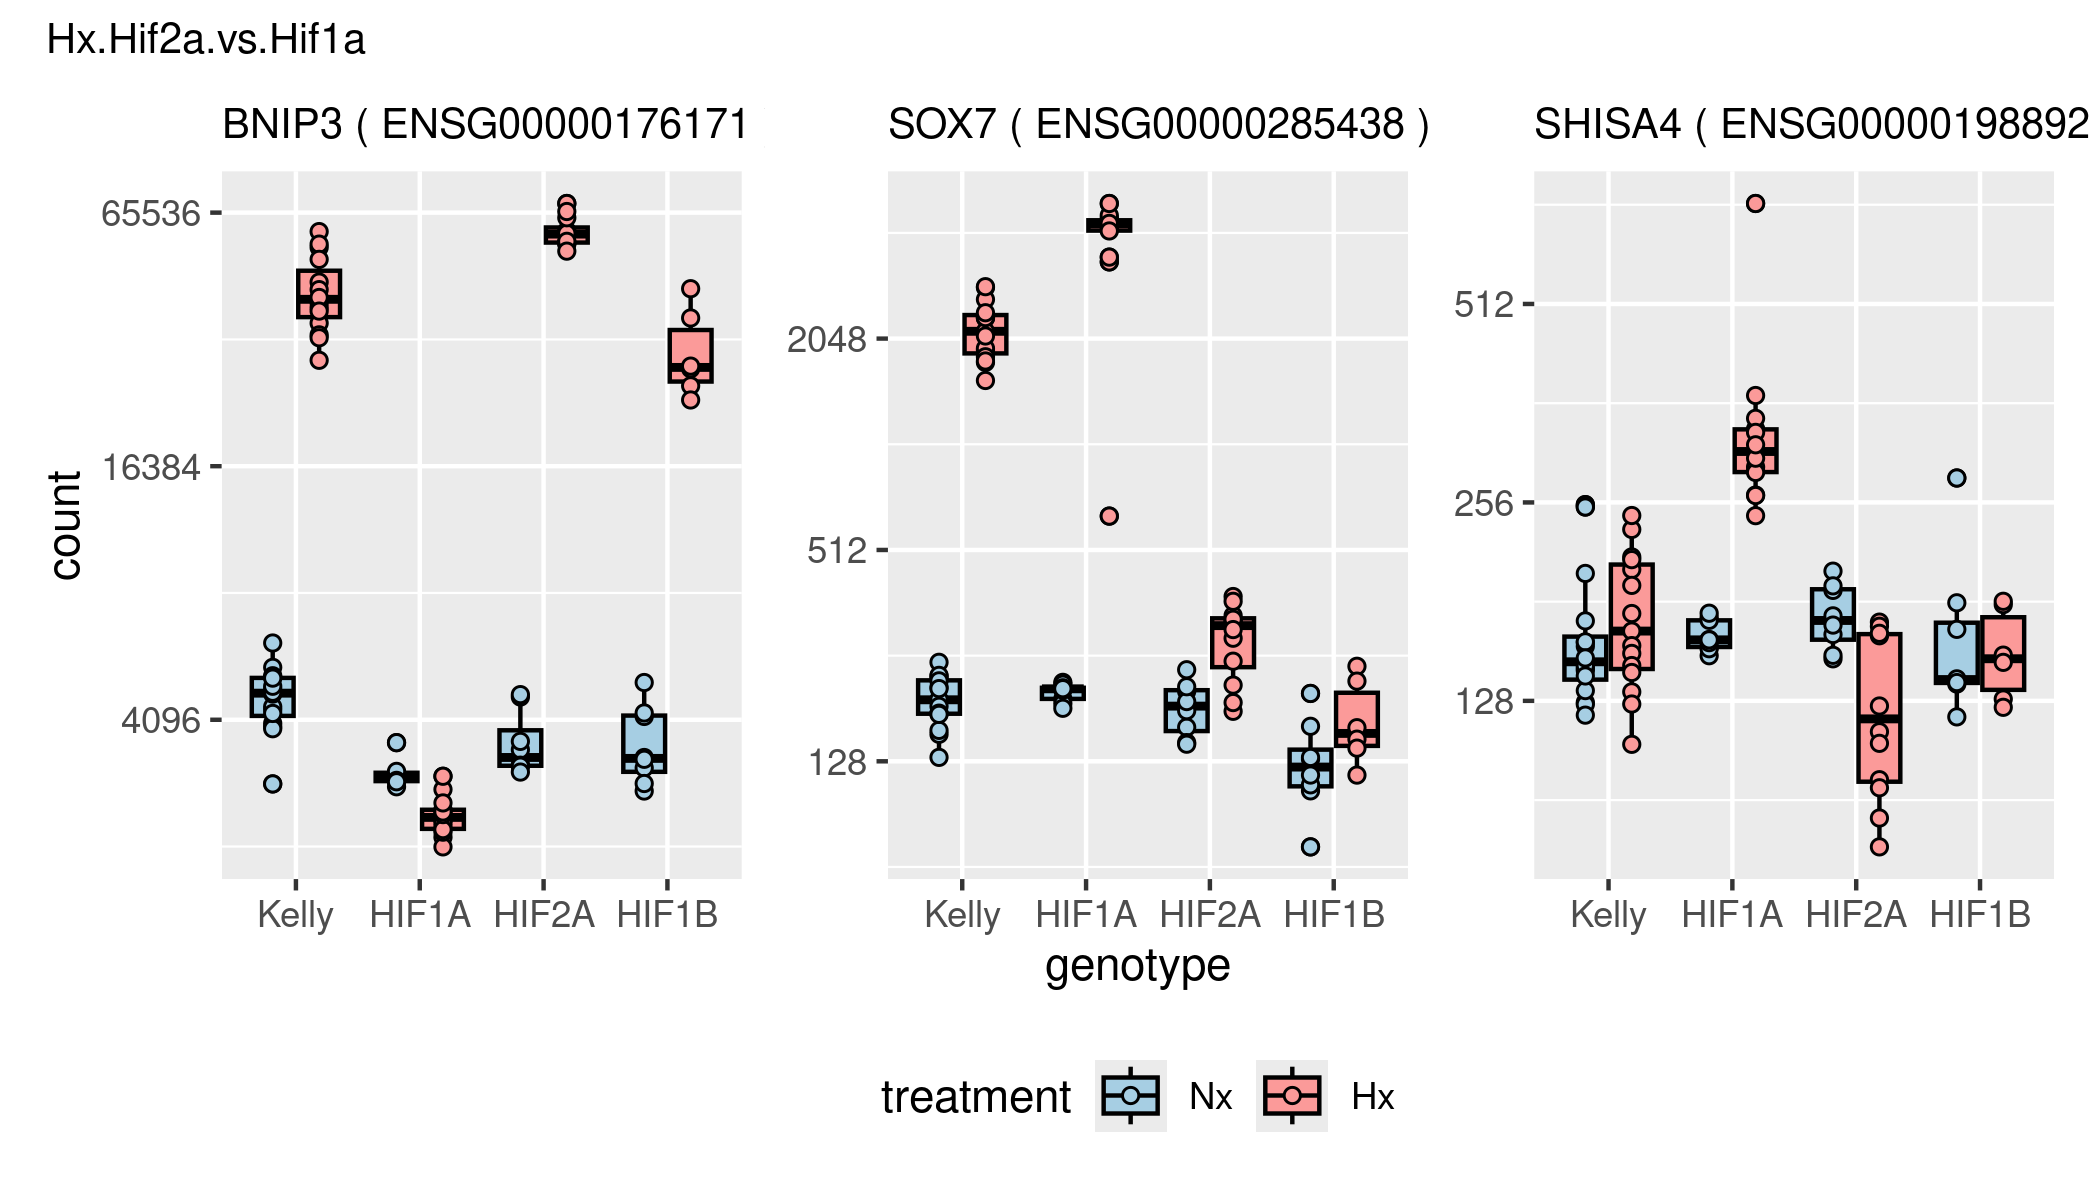 Hx.Hif2a.vs.Hif1a
BNIP3 ( ENSG00000176171
SOX7 ( ENSG00000285438 )
SHISA4 ( ENSG00000198892
count
65536
16384
4096
2048
512
128
512
256
128
Kelly HIF1A HIF2A HIF1B
Kelly HIF1A HIF2A HIF1B
Kelly HIF1A HIF2A HIF1B
genotype
treatment Nx Hx